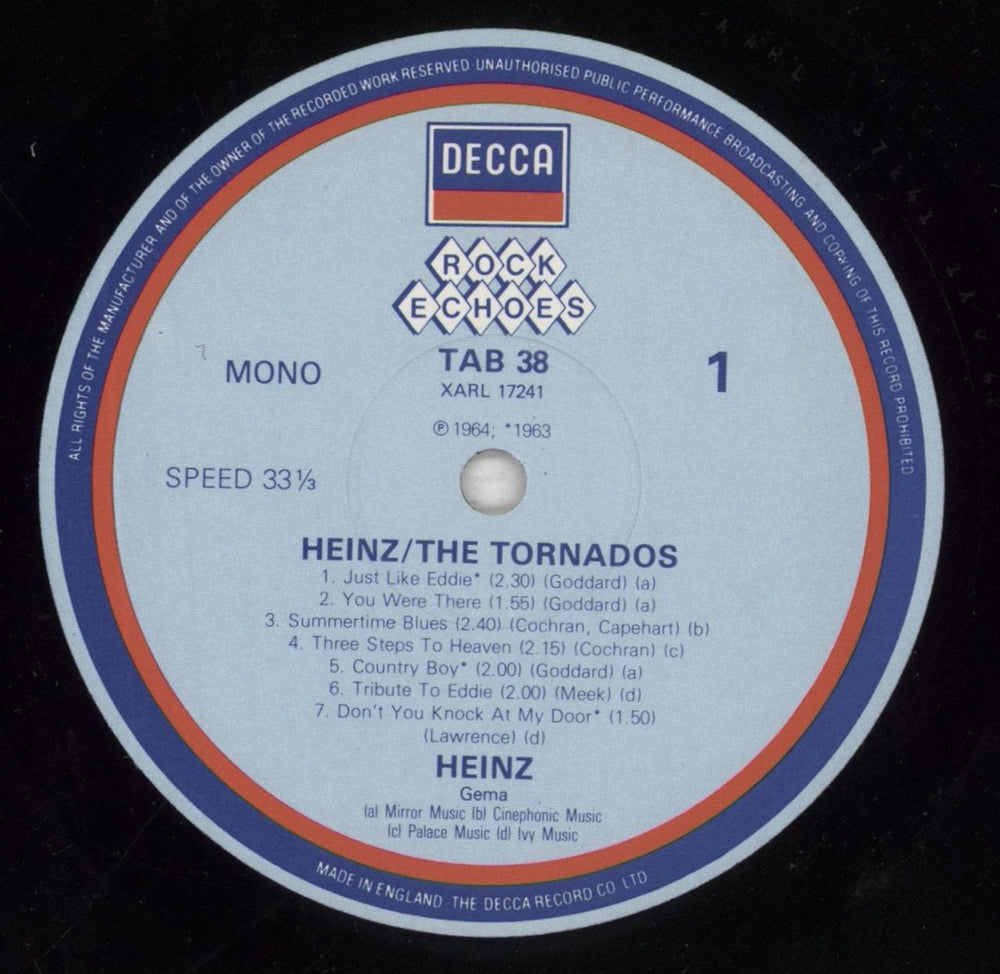 ALL RIGHTS OF THE MANUFACTURER AND OF THE OWNER OF THE RECORDED WORK RESERVED UNAUTHORISED PUBLIC PERFORMANCE BROADCASTING AND COPYING OF THIS RECORD PROHIBITED
DECCA
ROCK
ECHOES
TAB 38
XARL 17241
MONO
1
℗ 1964; *1963
SPEED 33⅓
HEINZ/THE TORNADOS
1. Just Like Eddie* (2.30) (Goddard) (a)
2. You Were There (1.55) (Goddard) (a)
3. Summertime Blues (2.40) (Cochran, Capehart) (b)
4. Three Steps To Heaven (2.15) (Cochran) (c)
5. Country Boy* (2.00) (Goddard) (a)
6. Tribute To Eddie (2.00) (Meek) (d)
7. Don't You Knock At My Door* (1.50)
(Lawrence) (d)
HEINZ
Gema
(a) Mirror Music (b) Cinephonic Music
(c) Palace Music (d) Ivy Music
MADE IN ENGLAND · THE DECCA RECORD CO LTD